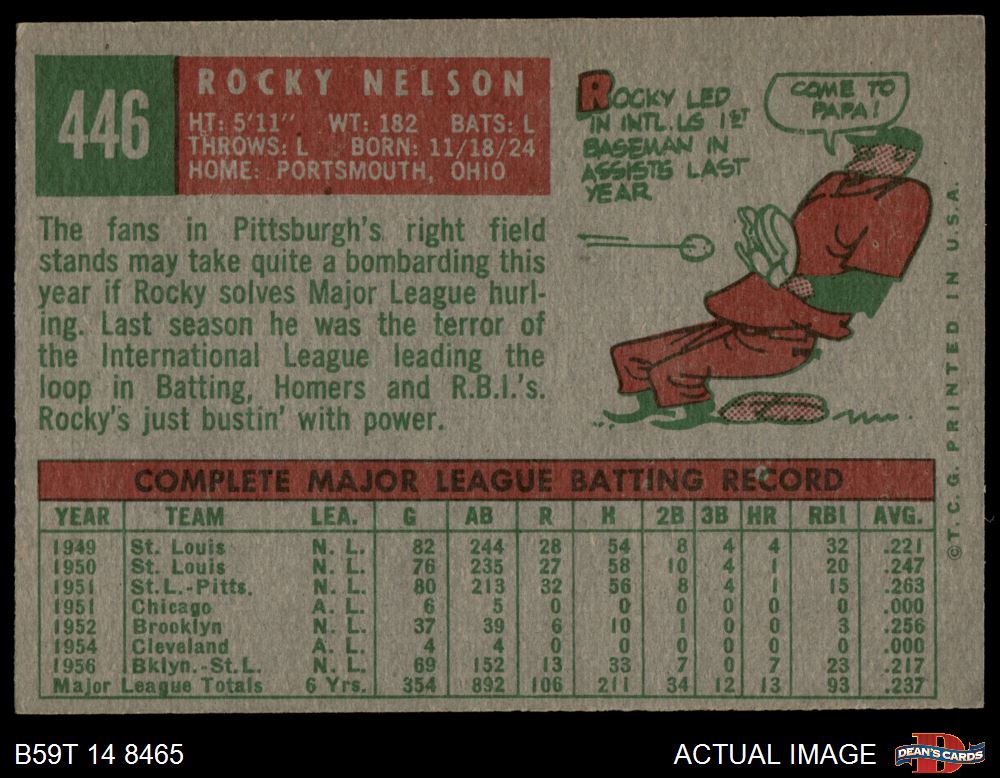 446
ROCKY NELSON
HT: 5'11" WT: 182 BATS: L
THROWS: L BORN: 11/18/24
HOME: PORTSMOUTH, OHIO
The fans in Pittsburgh's right field
stands may take quite a bombarding this
year if Rocky solves Major League hurl-
ing. Last season he was the terror of
the International League leading the
loop in Batting, Homers and R.B.I.'s.
Rocky's just bustin' with power.
ROCKY LED
IN INTL. LG 1ST
BASEMAN IN
ASSISTS LAST
YEAR
COME TO
PAPA!
COMPLETE MAJOR LEAGUE BATTING RECORD
YEAR TEAM LEA. G AB R H 2B 3B HR RBI AVG.
1949 St. Louis N. L. 82 244 28 54 8 4 4 32 .221
1950 St. Louis N. L. 76 235 27 58 10 4 1 20 .247
1951 St. L.-Pitts. N. L. 80 213 32 56 8 4 1 15 .263
1951 Chicago A. L. 6 5 0 0 0 0 0 0 .000
1952 Brooklyn N. L. 37 39 6 10 1 0 0 3 .256
1954 Cleveland A. L. 4 4 0 0 0 0 0 0 .000
1956 Bklyn.-St. L. N. L. 69 152 13 33 7 0 7 23 .217
Major League Totals 6 Yrs. 354 892 106 211 34 12 13 93 .237
©T. C. G. PRINTED IN U.S.A.
B59T 14 8465
ACTUAL IMAGE
D
DEAN'S CARDS